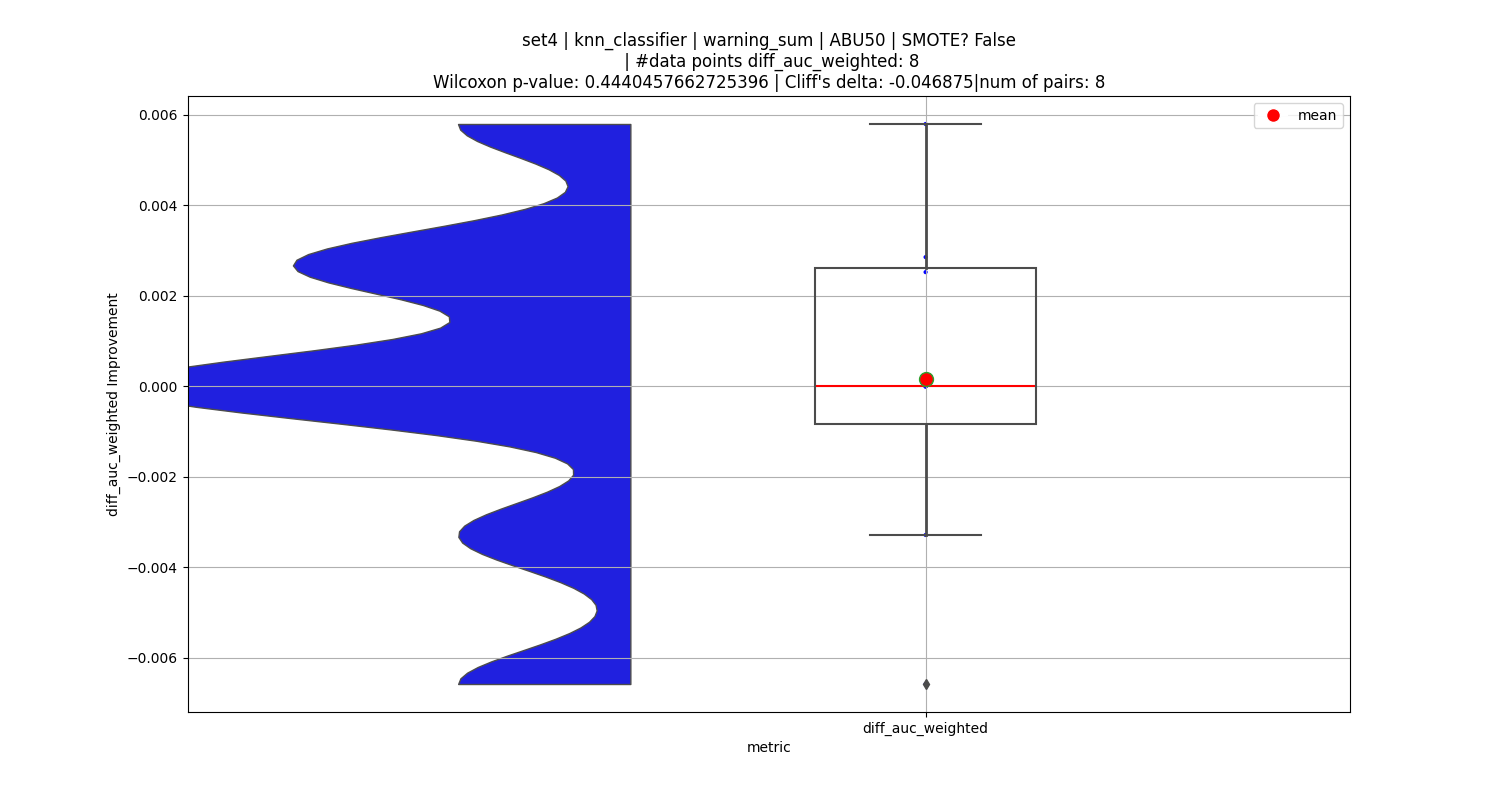 set4 | knn_classifier | warning_sum | ABU50 | SMOTE? False
| #data points diff_auc_weighted: 8
Wilcoxon p-value: 0.4440457662725396 | Cliff's delta: -0.046875|num of pairs: 8
mean
0.006
0.004
0.002
0.000
−0.002
−0.004
−0.006
diff_auc_weighted Improvement
diff_auc_weighted
metric